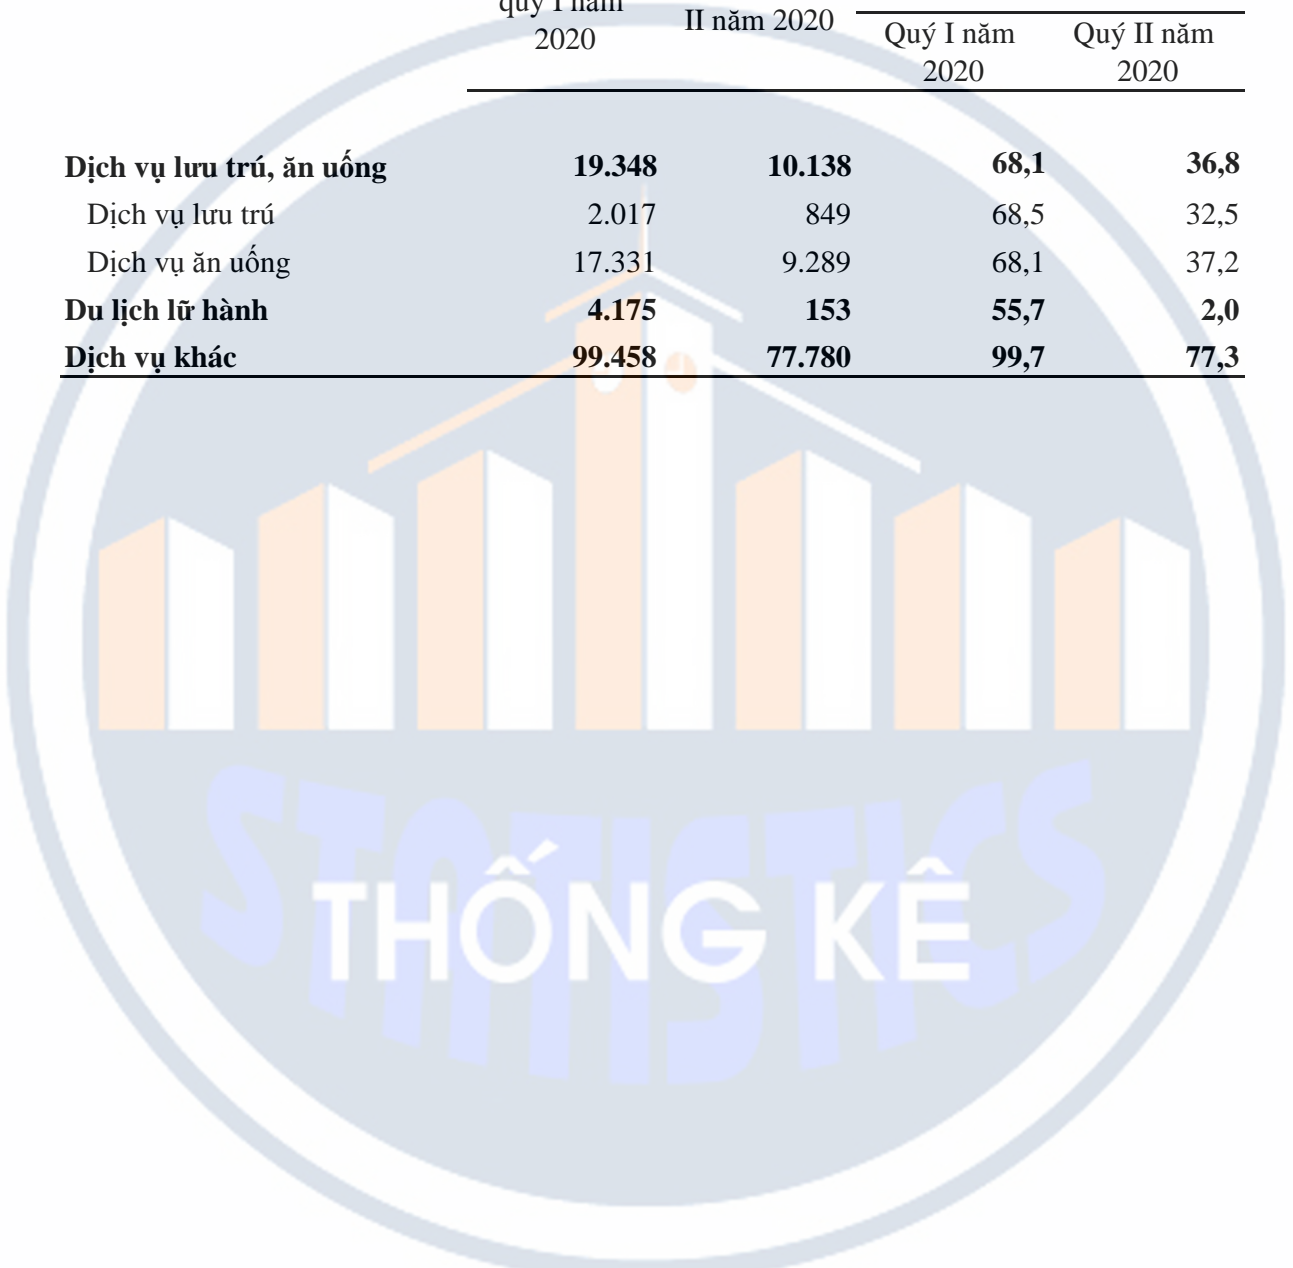 quý I năm
2020
II năm 2020
Quý I năm
2020
Quý II năm
2020
Dịch vụ lưu trú, ăn uống 19.348 10.138 68,1 36,8
Dịch vụ lưu trú 2.017 849 68,5 32,5
Dịch vụ ăn uống 17.331 9.289 68,1 37,2
Du lịch lữ hành 4.175 153 55,7 2,0
Dịch vụ khác 99.458 77.780 99,7 77,3
STATISTICS
THỐNG KÊ